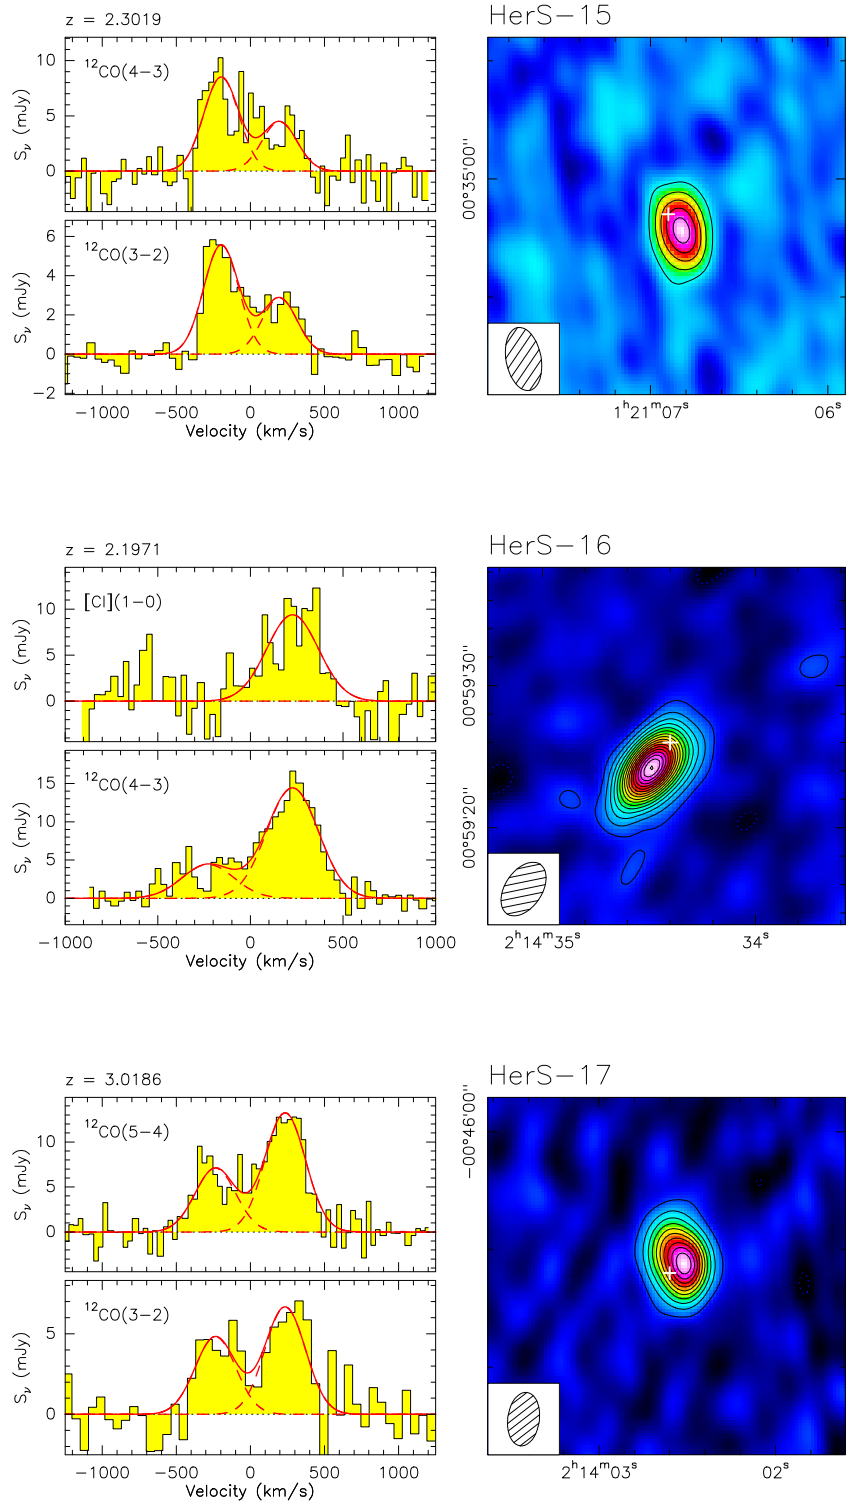 z = 2.3019
HerS−15
¹²CO(4−3)
10
5
0
Sν (mJy)
00°35'00"
¹²CO(3−2)
6
4
2
0
−2
Sν (mJy)
−1000 −500 0 500 1000
Velocity (km/s)
1ʰ21ᵐ07ˢ 06ˢ
z = 2.1971
HerS−16
[CI](1−0)
10
5
0
Sν (mJy)
00°59'30"
00°59'20"
¹²CO(4−3)
15
10
5
0
Sν (mJy)
−1000 −500 0 500 1000
Velocity (km/s)
2ʰ14ᵐ35ˢ 34ˢ
z = 3.0186
HerS−17
¹²CO(5−4)
10
5
0
Sν (mJy)
−00°46'00"
¹²CO(3−2)
5
0
Sν (mJy)
−1000 −500 0 500 1000
Velocity (km/s)
2ʰ14ᵐ03ˢ 02ˢ